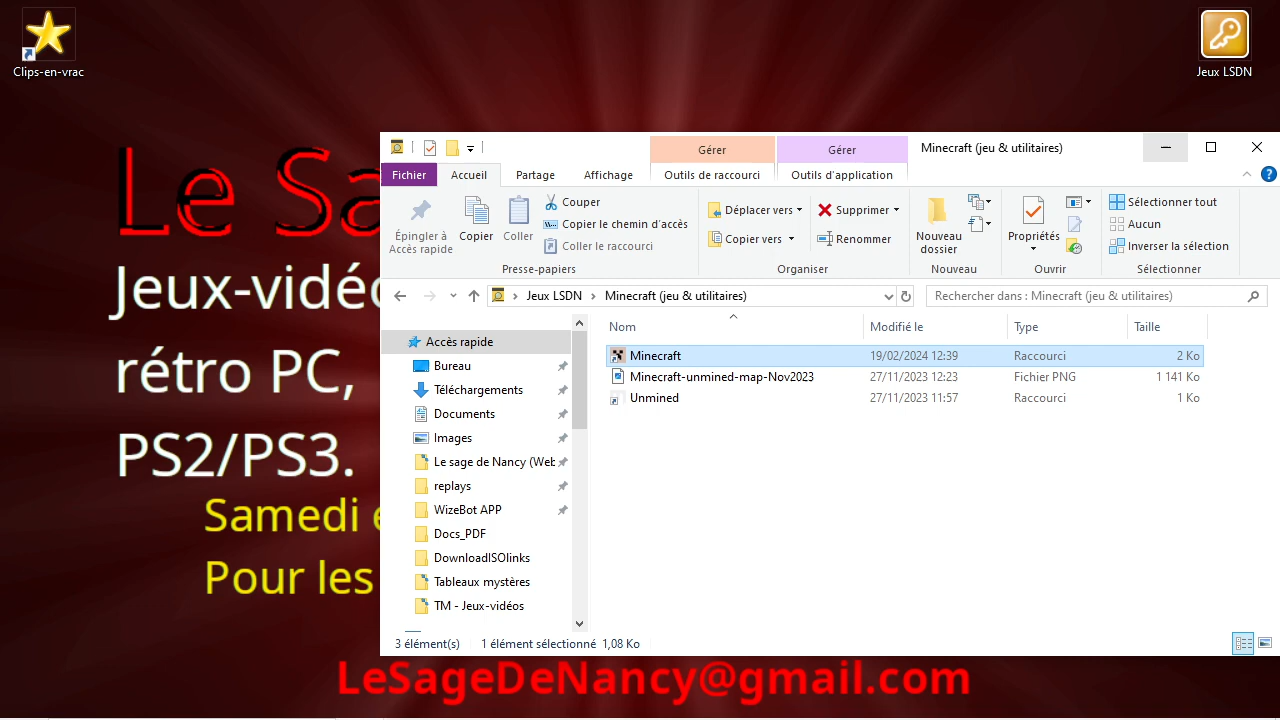 Clips-en-vrac
Jeux LSDN
Le Sa
Jeux-vidéo
rétro PC,
PS2/PS3.
Samedi e
Pour les
LeSageDeNancy@gmail.com
Gérer
Gérer
Minecraft (jeu & utilitaires)
Fichier
Accueil
Partage
Affichage
Outils de raccourci
Outils d'application
Épingler à
Accès rapide
Copier
Coller
Couper
Copier le chemin d'accès
Coller le raccourci
Presse-papiers
Déplacer vers
Copier vers
Supprimer
Renommer
Organiser
Nouveau
dossier
Nouveau
Propriétés
Ouvrir
Sélectionner tout
Aucun
Inverser la sélection
Sélectionner
Jeux LSDN > Minecraft (jeu & utilitaires)
Rechercher dans : Minecraft (jeu & utilitaires)
Accès rapide
Bureau
Téléchargements
Documents
Images
Le sage de Nancy (Web
replays
WizeBot APP
Docs_PDF
DownloadISOlinks
Tableaux mystères
TM - Jeux-vidéos
Nom Modifié le Type Taille
Minecraft 19/02/2024 12:39 Raccourci 2 Ko
Minecraft-unmined-map-Nov2023 27/11/2023 12:23 Fichier PNG 1 141 Ko
Unmined 27/11/2023 11:57 Raccourci 1 Ko
3 élément(s) 1 élément sélectionné 1,08 Ko